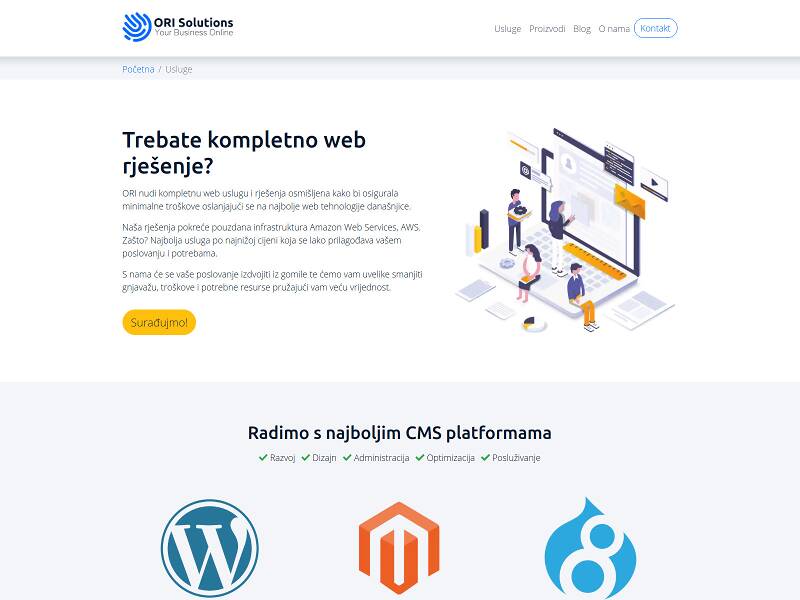 ORI Solutions
Your Business Online
Usluge Proizvodi Blog O nama Kontakt
Početna / Usluge
Trebate kompletno web
rješenje?
ORI nudi kompletnu web uslugu i rješenja osmišljena kako bi osigurala
minimalne troškove oslanjajući se na najbolje web tehnologije današnjice.
Naša rješenja pokreće pouzdana infrastruktura Amazon Web Services, AWS.
Zašto? Najbolja usluga po najnižoj cijeni koja se lako prilagođava vašem
poslovanju i potrebama.
S nama će se vaše poslovanje izdvojiti iz gomile te ćemo vam uvelike smanjiti
gnjavažu, troškove i potrebne resurse pružajući vam veću vrijednost.
Surađujmo!
Radimo s najboljim CMS platformama
Razvoj Dizajn Administracija Optimizacija Posluživanje